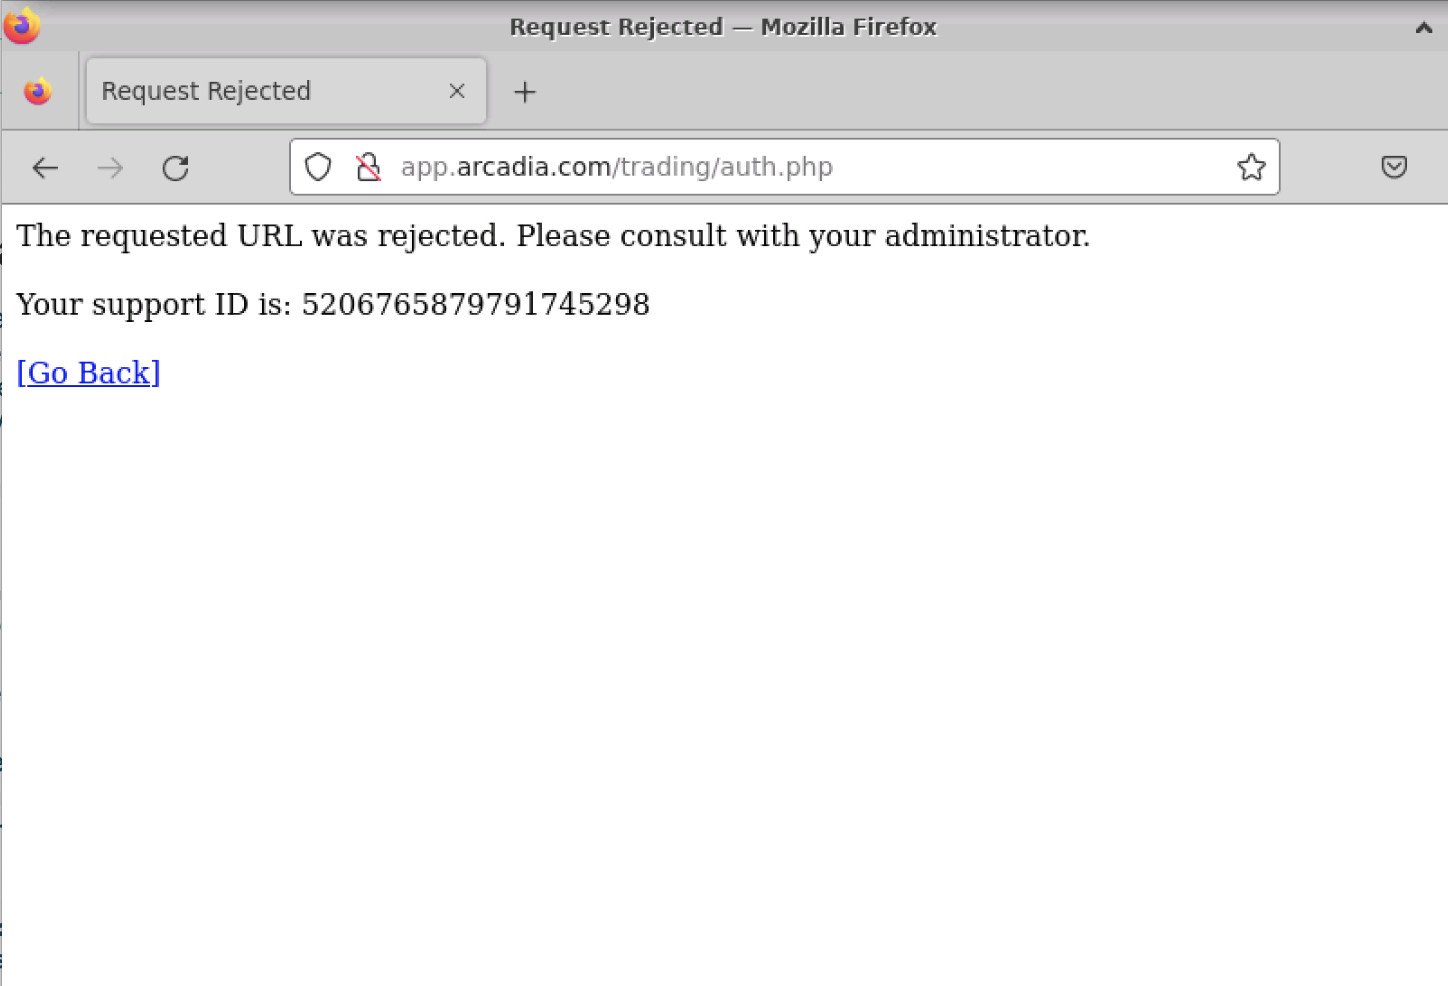 Request Rejected — Mozilla Firefox
Request Rejected
app.arcadia.com/trading/auth.php
The requested URL was rejected. Please consult with your administrator.
Your support ID is: 5206765879791745298
[Go Back]